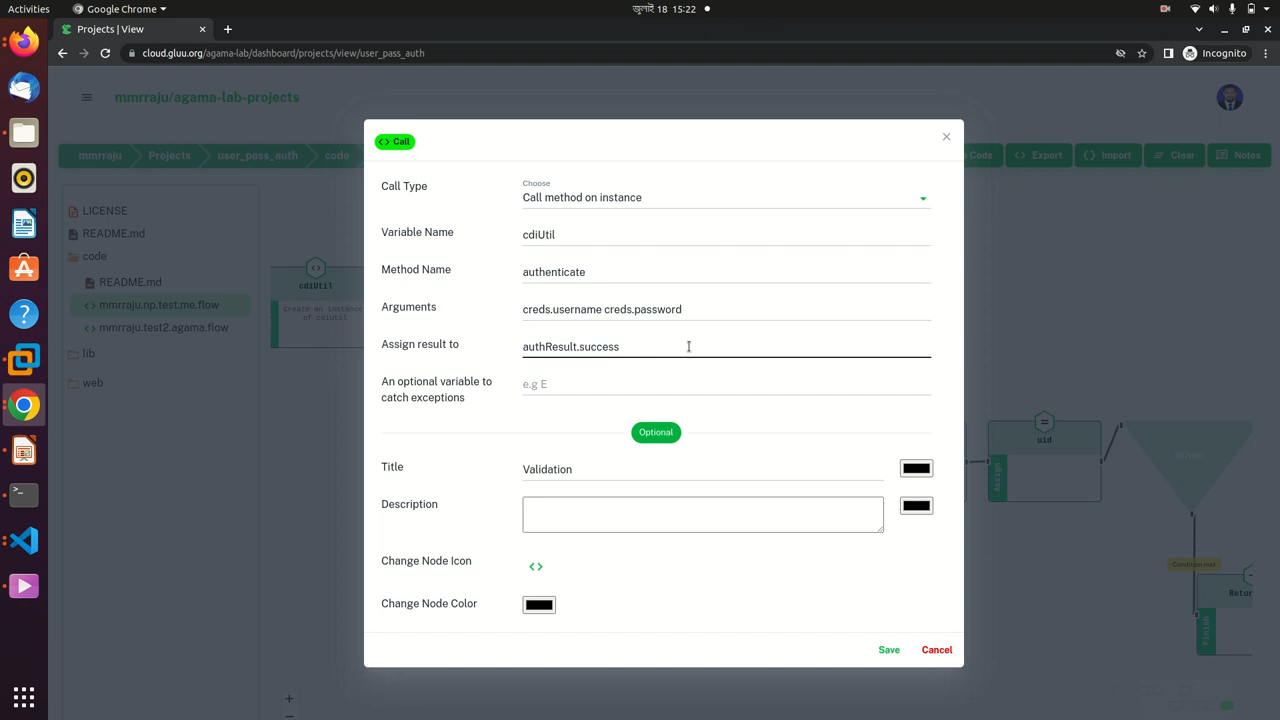 Activities
Google Chrome
जुलाई 18 15:22
Projects | View
cloud.gluu.org/agama-lab/dashboard/projects/view/user_pass_auth
Incognito
mmrraju/agama-lab-projects
mmrraju
Projects
user_pass_auth
code
Code
Export
Import
Clear
Notes
LICENSE
README.md
code
README.md
mmrraju.np.test.me.flow
mmrraju.test2.agama.flow
lib
web
cdiUtil
Create an instance
of cdiUtil
Call
Call Type
Choose
Call method on instance
Variable Name
cdiUtil
Method Name
authenticate
Arguments
creds.username creds.password
Assign result to
authResult.success
An optional variable to
catch exceptions
e.g E
Optional
Title
Validation
Description
Change Node Icon
Change Node Color
Save
Cancel
uid
Assign
Condition met
Retur
Finish